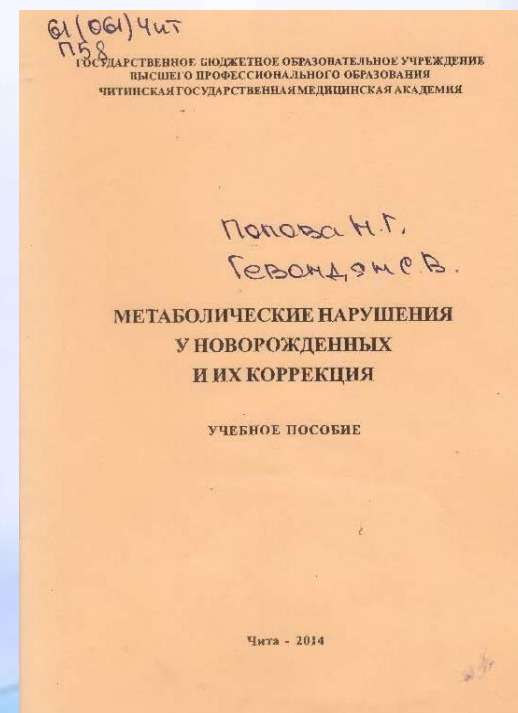 61(061)Чит
П58
ГОСУДАРСТВЕННОЕ БЮДЖЕТНОЕ ОБРАЗОВАТЕЛЬНОЕ УЧРЕЖДЕНИЕ
ВЫСШЕГО ПРОФЕССИОНАЛЬНОГО ОБРАЗОВАНИЯ
ЧИТИНСКАЯ ГОСУДАРСТВЕННАЯ МЕДИЦИНСКАЯ АКАДЕМИЯ
Попова Н.Г.
Гевондян С.В.
МЕТАБОЛИЧЕСКИЕ НАРУШЕНИЯ
У НОВОРОЖДЕННЫХ
И ИХ КОРРЕКЦИЯ
УЧЕБНОЕ ПОСОБИЕ
Чита - 2014